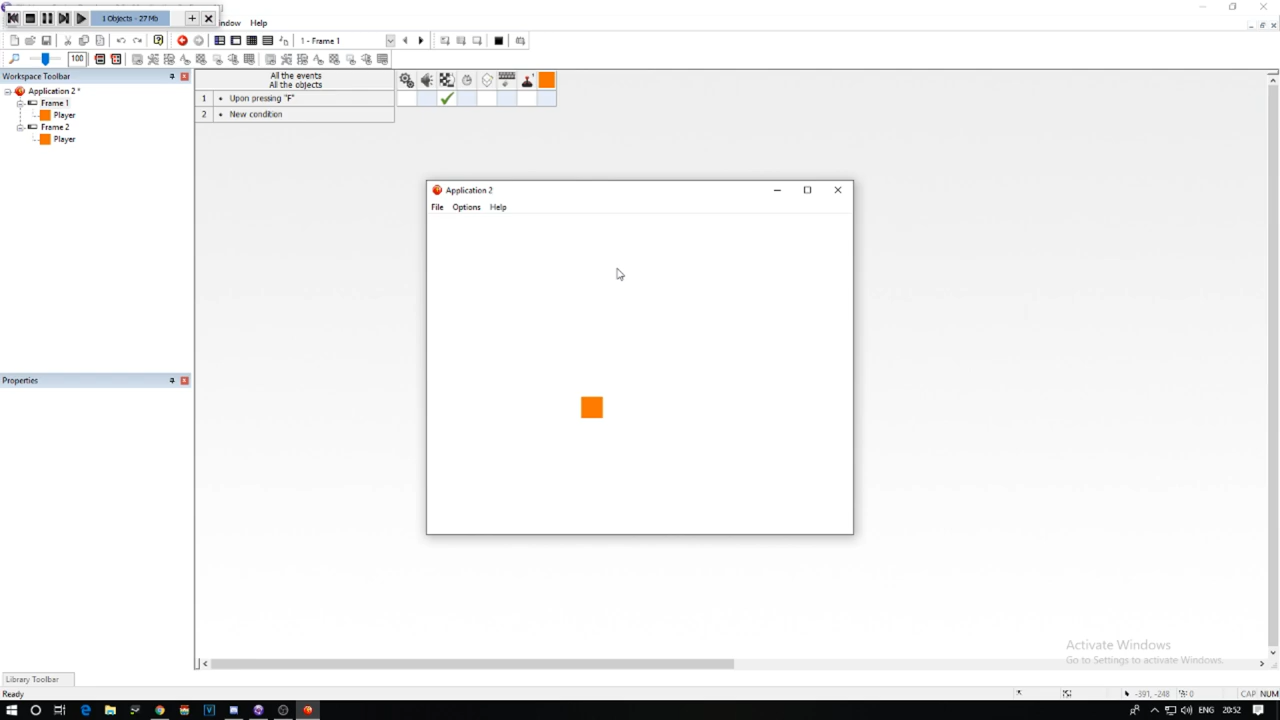 1 Objects - 27 Mb
Help
1 - Frame 1
100
Workspace Toolbar
Application 2 *
Frame 1
Player
Frame 2
Player
All the events
All the objects
1 • Upon pressing "F"
2 • New condition
Application 2
File Options Help
Properties
Activate Windows
Go to Settings to activate Windows.
Library Toolbar
Ready
-391, -248
0
CAP NUM
ENG 20:52